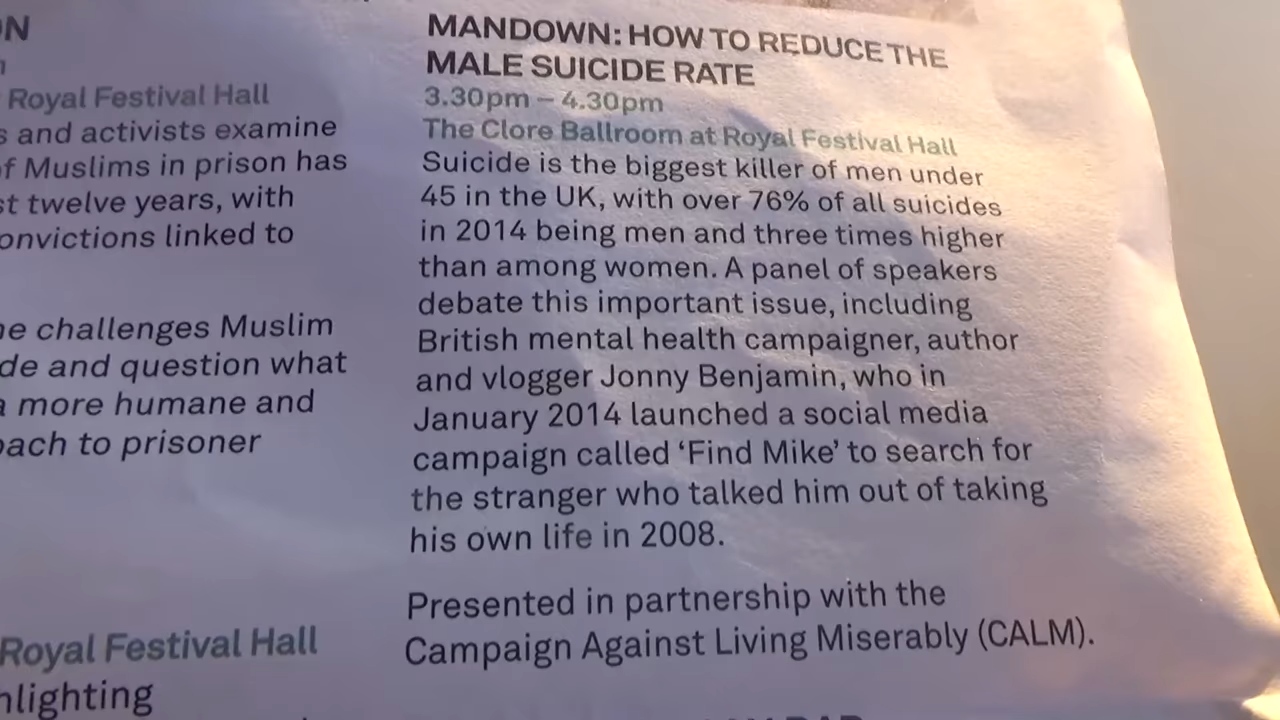 N
Royal Festival Hall
and activists examine
of Muslims in prison has
twelve years, with
convictions linked to
challenges Muslim
and question what
a more humane and
to prisoner
Royal Festival Hall
MANDOWN: HOW TO REDUCE THE
MALE SUICIDE RATE
3.30pm – 4.30pm
The Clore Ballroom at Royal Festival Hall
Suicide is the biggest killer of men under
45 in the UK, with over 76% of all suicides
in 2014 being men and three times higher
than among women. A panel of speakers
debate this important issue, including
British mental health campaigner, author
and vlogger Jonny Benjamin, who in
January 2014 launched a social media
campaign called ‘Find Mike’ to search for
the stranger who talked him out of taking
his own life in 2008.
Presented in partnership with the
Campaign Against Living Miserably (CALM).